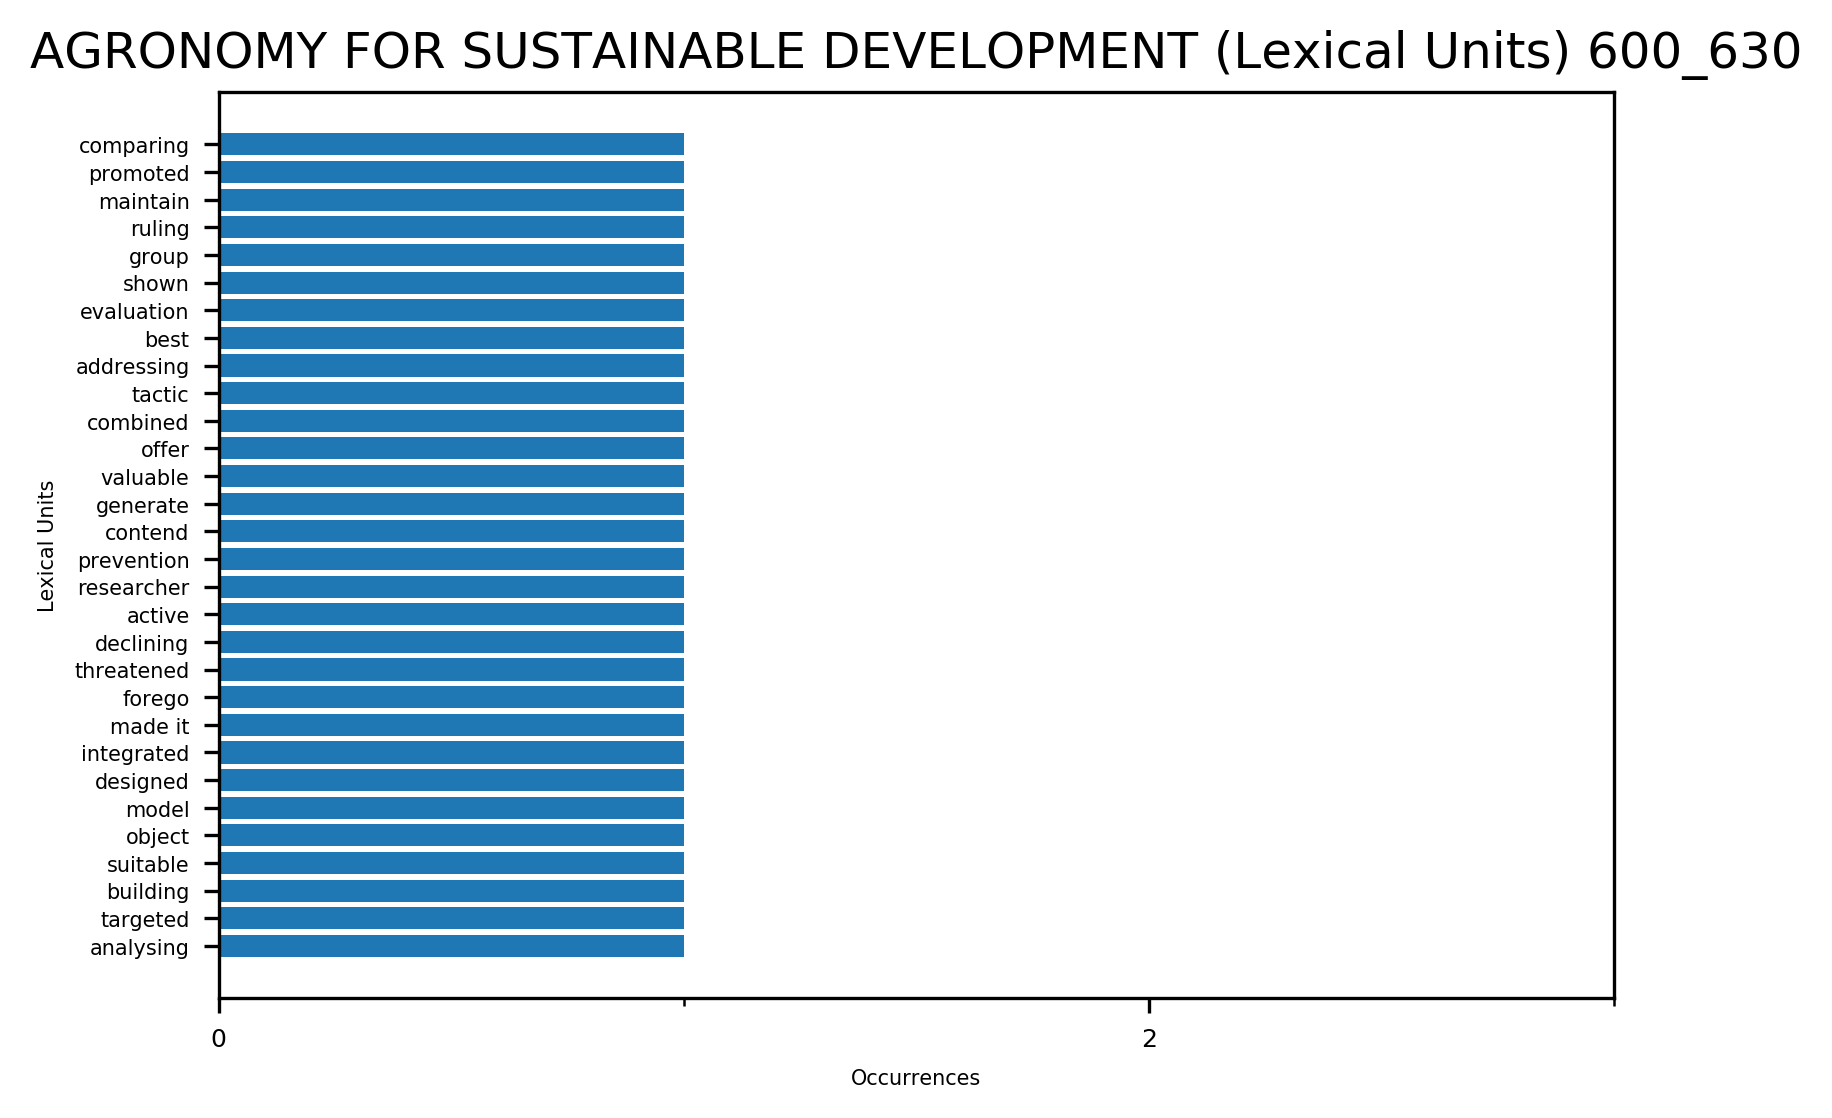 AGRONOMY FOR SUSTAINABLE DEVELOPMENT (Lexical Units) 600_630
comparing
promoted
maintain
ruling
group
shown
evaluation
best
addressing
tactic
combined
offer
valuable
generate
contend
prevention
researcher
active
declining
threatened
forego
made it
integrated
designed
model
object
suitable
building
targeted
analysing
Lexical Units
0 2
Occurrences